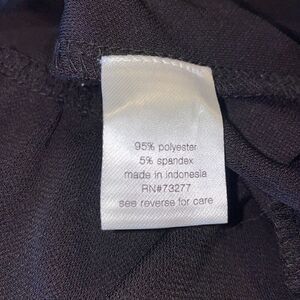 95% polyester
5% spandex
made in indonesia
RN#73277
see reverse for care